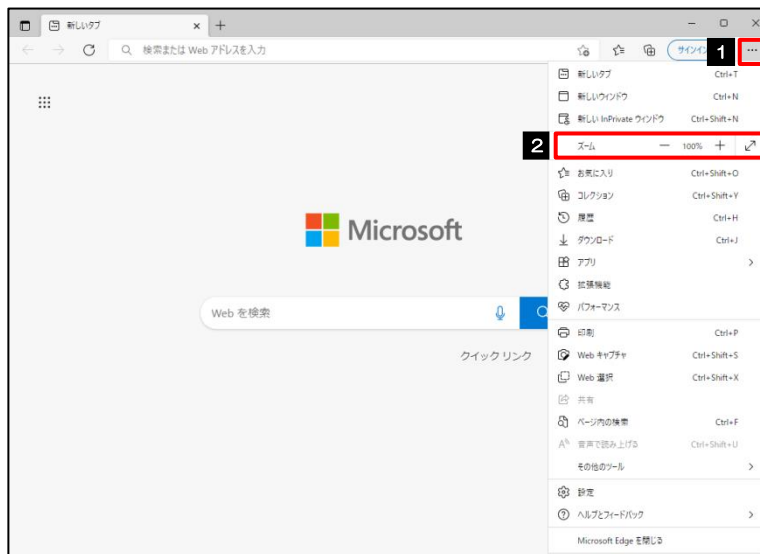 新しいタブ
検索または Web アドレスを入力
サインイン
1
新しいタブ Ctrl+T
新しいウィンドウ Ctrl+N
新しい InPrivate ウィンドウ Ctrl+Shift+N
2
ズーム 100%
お気に入り Ctrl+Shift+O
コレクション Ctrl+Shift+Y
履歴 Ctrl+H
ダウンロード Ctrl+J
アプリ
拡張機能
パフォーマンス
印刷 Ctrl+P
Web キャプチャ Ctrl+Shift+S
Web 選択 Ctrl+Shift+X
共有
ページ内の検索 Ctrl+F
音声で読み上げる Ctrl+Shift+U
その他のツール
設定
ヘルプとフィードバック
Microsoft Edge を閉じる
Microsoft
Web を検索
クイック リンク